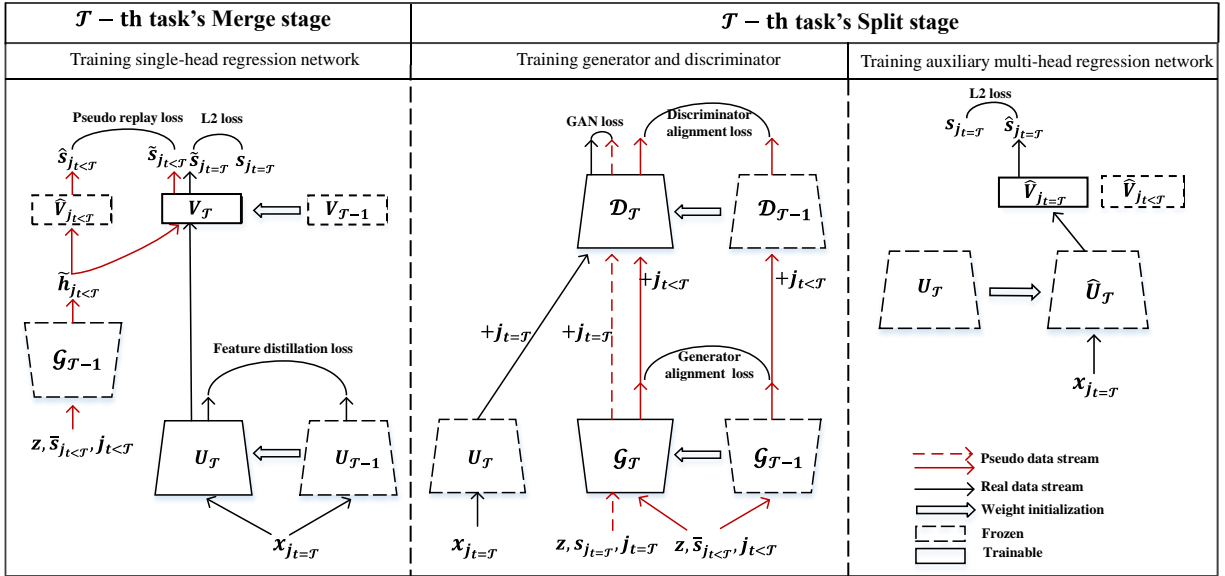 𝒯 − th task's Merge stage
𝒯 − th task's Split stage
Training single-head regression network
Training generator and discriminator
Training auxiliary multi-head regression network
Pseudo replay loss
L2 loss
ŝ_{j_{t<𝒯}}
s̃_{j_{t<𝒯}}
s̃_{j_{t=𝒯}}
s_{j_{t=𝒯}}
V̂_{j_{t<𝒯}}
V_𝒯
V_{𝒯−1}
h̃_{j_{t<𝒯}}
𝒢_{𝒯−1}
z, s̄_{j_{t<𝒯}}, j_{t<𝒯}
Feature distillation loss
U_𝒯
U_{𝒯−1}
x_{j_{t=𝒯}}
GAN loss
Discriminator
alignment loss
𝒟_𝒯
𝒟_{𝒯−1}
+j_{t<𝒯}
+j_{t<𝒯}
+j_{t=𝒯}
+j_{t=𝒯}
Generator
alignment loss
U_𝒯
𝒢_𝒯
𝒢_{𝒯−1}
x_{j_{t=𝒯}}
z, s_{j_{t=𝒯}}, j_{t=𝒯}
z, s̄_{j_{t<𝒯}}, j_{t<𝒯}
L2 loss
s_{j_{t=𝒯}}
ŝ_{j_{t=𝒯}}
V̂_{j_{t=𝒯}}
V̂_{j_{t<𝒯}}
U_𝒯
Û_𝒯
x_{j_{t=𝒯}}
Pseudo data stream
Real data stream
Weight initialization
Frozen
Trainable